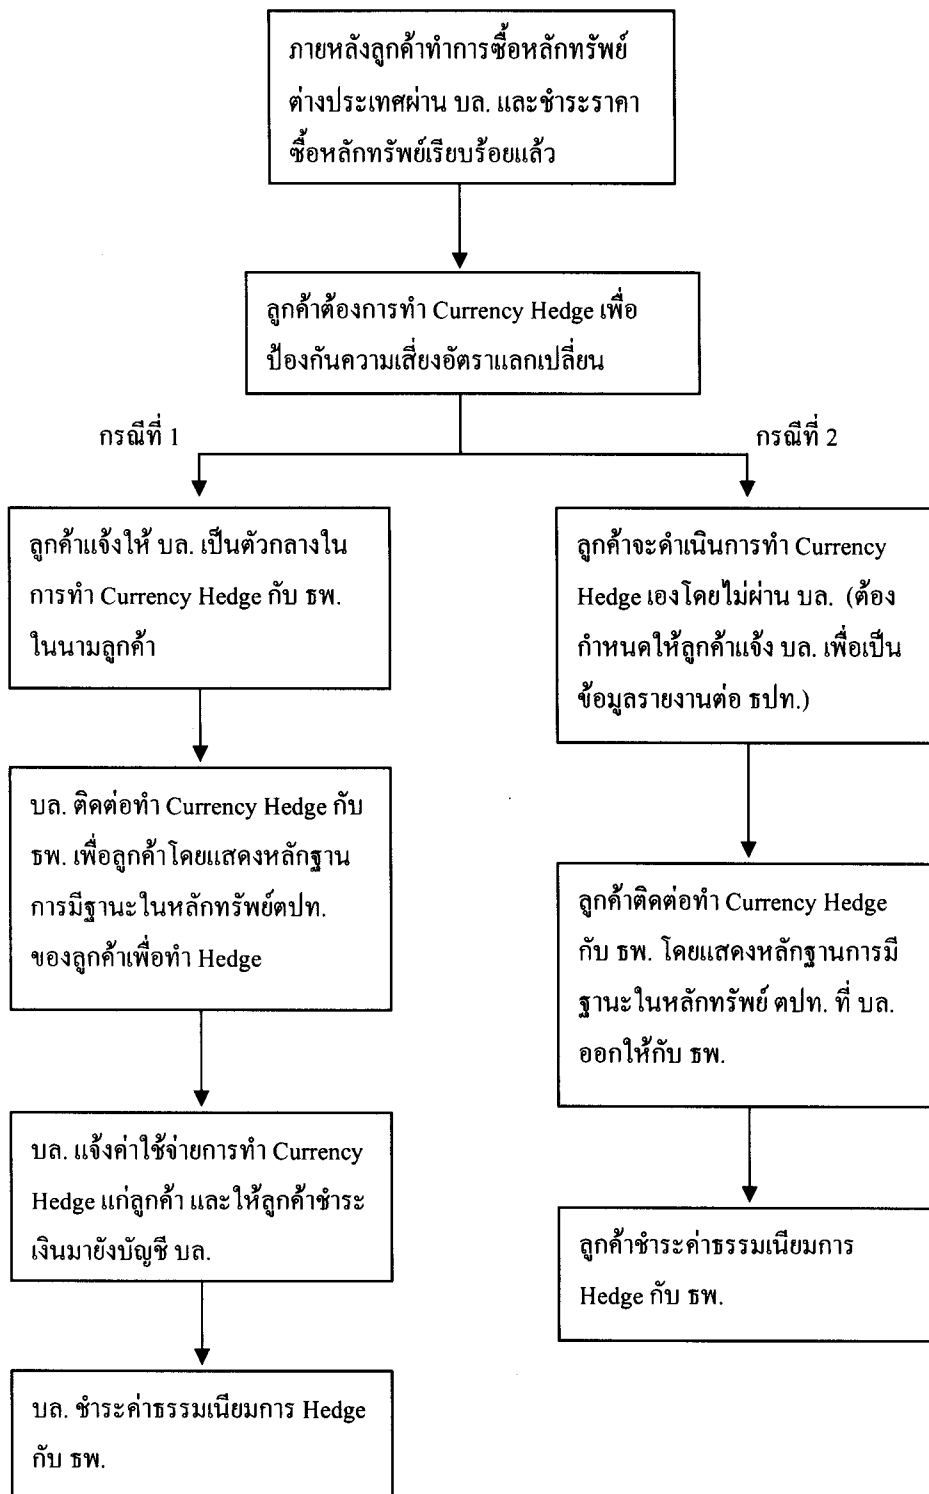 ภายหลังลูกค้าทำการซื้อหลักทรัพย์
ต่างประเทศผ่าน บล. และชำระราคา
ซื้อหลักทรัพย์เรียบร้อยแล้ว
ลูกค้าต้องการทำ Currency Hedge เพื่อ
ป้องกันความเสี่ยงอัตราแลกเปลี่ยน
กรณีที่ 1
ลูกค้าแจ้งให้ บล. เป็นตัวกลางใน
การทำ Currency Hedge กับ ธพ.
ในนามลูกค้า
บล. ติดต่อทำ Currency Hedge กับ
ธพ. เพื่อลูกค้าโดยแสดงหลักฐาน
การมีฐานะในหลักทรัพย์ตปท.
ของลูกค้าเพื่อทำ Hedge
บล. แจ้งค่าใช้จ่ายการทำ Currency
Hedge แก่ลูกค้า และให้ลูกค้าชำระ
เงินมายังบัญชี บล.
บล. ชำระค่าธรรมเนียมการ Hedge
กับ ธพ.
กรณีที่ 2
ลูกค้าจะดำเนินการทำ Currency
Hedge เองโดยไม่ผ่าน บล. (ต้อง
กำหนดให้ลูกค้าแจ้ง บล. เพื่อเป็น
ข้อมูลรายงานต่อ ธปท.)
ลูกค้าติดต่อทำ Currency Hedge
กับ ธพ. โดยแสดงหลักฐานการมี
ฐานะในหลักทรัพย์ ตปท. ที่ บล.
ออกให้กับ ธพ.
ลูกค้าชำระค่าธรรมเนียมการ
Hedge กับ ธพ.